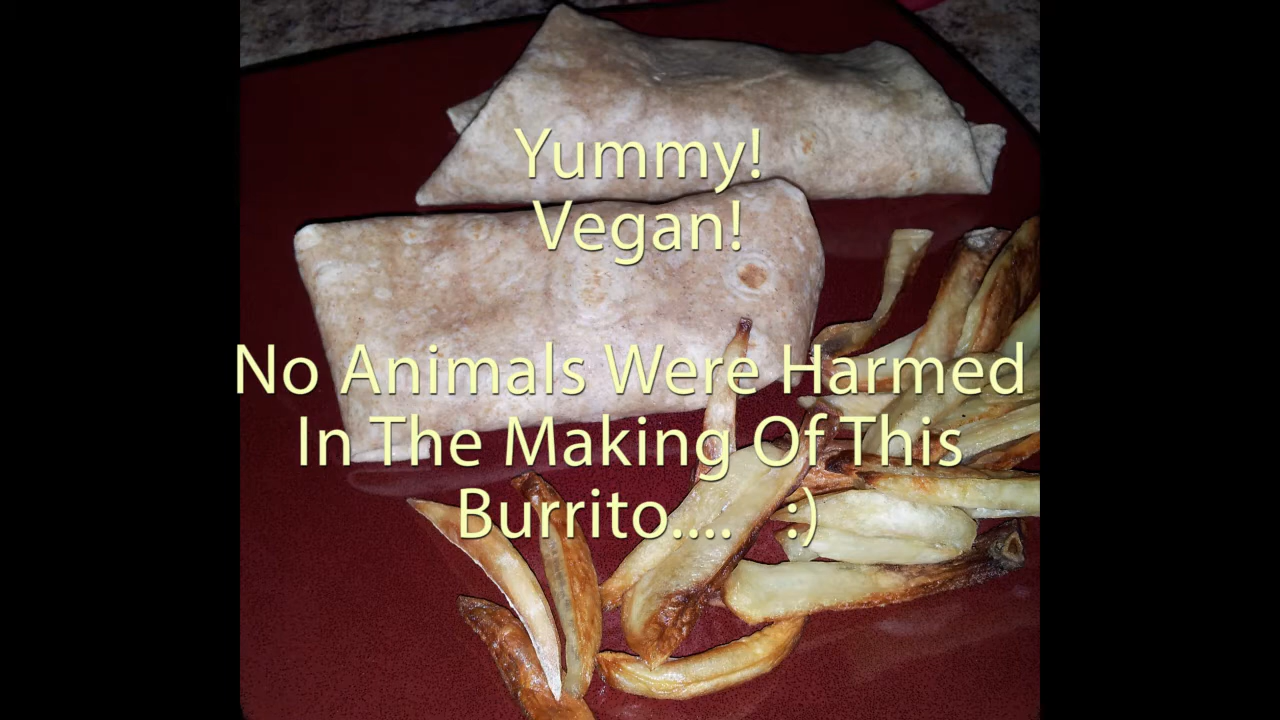 Yummy!
Vegan!
No Animals Were Harmed
In The Making Of This
Burrito.... :)